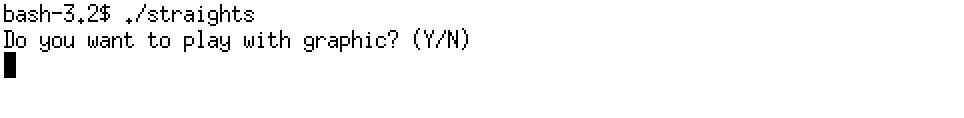 bash-3.2$ ./straights
Do you want to play with graphic? (Y/N)